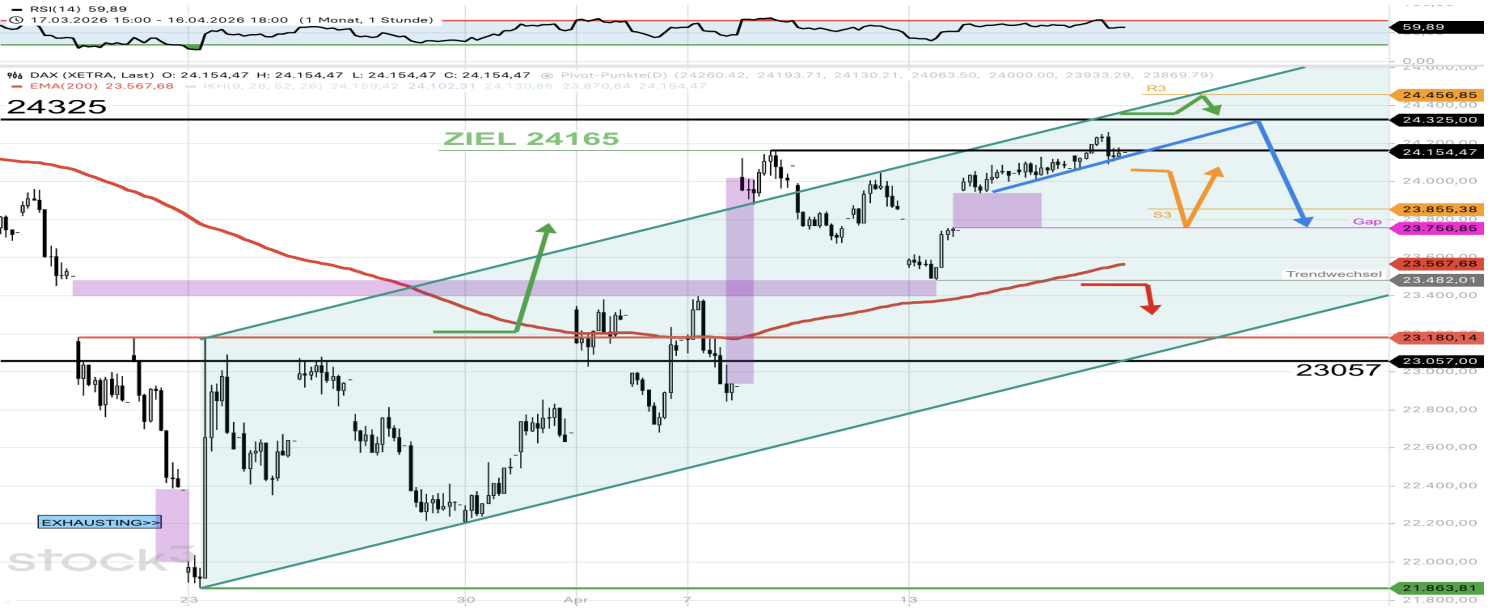 RSI(14) 59,89
17.03.2026 15:00 - 16.04.2026 18:00 (1 Monat, 1 Stunde)
59,89
0,00
DAX (XETRA, Last) O: 24.154,47 H: 24.154,47 L: 24.154,47 C: 24.154,47 Pivot-Punkte(D) (24260.42, 24193.71, 24130.21, 24063.50, 24000.00, 23933.29, 23869.79)
EMA(200) 23.567,68 IKH(9, 26, 52, 26) 24.159,42 24.102,31 24.130,86 23.870,84 24.154,47
R3
24.456,85
24.400,00
24325
24.325,00
ZIEL 24165
24.154,47
24.000,00
23.855,38
S3
Gap
23.756,85
23.567,68
Trendwechsel
23.482,01
23.400,00
23.180,14
23.057,00
23057
23.000,00
22.800,00
22.600,00
22.400,00
EXHAUSTING>>
22.200,00
stock³
22.000,00
21.863,81
21.800,00
23 30 Apr 7 13